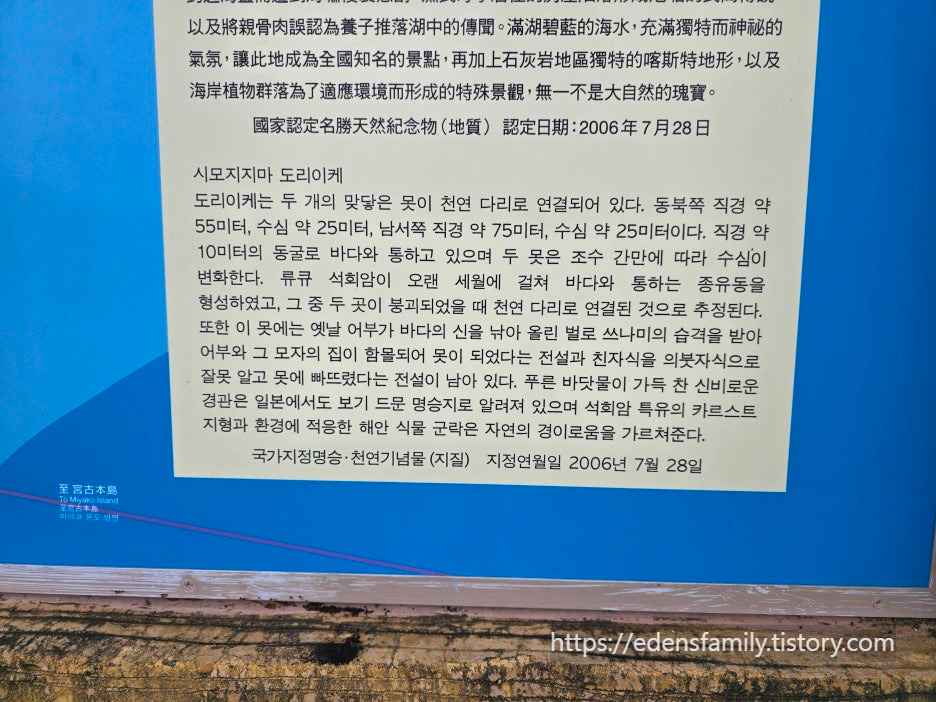 以及將親骨肉誤認為養子推落湖中的傳聞。滿湖碧藍的海水，充滿獨特而神祕的
氣氛，讓此地成為全國知名的景點，再加上石灰岩地區獨特的喀斯特地形，以及
海岸植物群落為了適應環境而形成的特殊景觀，無一不是大自然的瑰寶。
國家認定名勝天然紀念物（地質） 認定日期：2006年7月28日
시모지지마 도리이케
도리이케는 두 개의 맞닿은 못이 천연 다리로 연결되어 있다. 동북쪽 직경 약
55미터, 수심 약 25미터, 남서쪽 직경 약 75미터, 수심 약 25미터이다. 직경 약
10미터의 동굴로 바다와 통하고 있으며 두 못은 조수 간만에 따라 수심이
변화한다. 류큐 석회암이 오랜 세월에 걸쳐 바다와 통하는 종유동을
형성하였고, 그 중 두 곳이 붕괴되었을 때 천연 다리로 연결된 것으로 추정된다.
또한 이 못에는 옛날 어부가 바다의 신을 낚아 올린 벌로 쓰나미의 습격을 받아
어부와 그 모자의 집이 함몰되어 못이 되었다는 전설과 친자식을 의붓자식으로
잘못 알고 못에 빠뜨렸다는 전설이 남아 있다. 푸른 바닷물이 가득 찬 신비로운
경관은 일본에서도 보기 드문 명승지로 알려져 있으며 석회암 특유의 카르스트
지형과 환경에 적응한 해안 식물 군락은 자연의 경이로움을 가르쳐준다.
국가지정명승·천연기념물 (지질) 지정연월일 2006년 7월 28일
至 宮古本島
To Miyako Island
至宮古本島
미야코 본도 방면
https://edensfamily.tistory.com